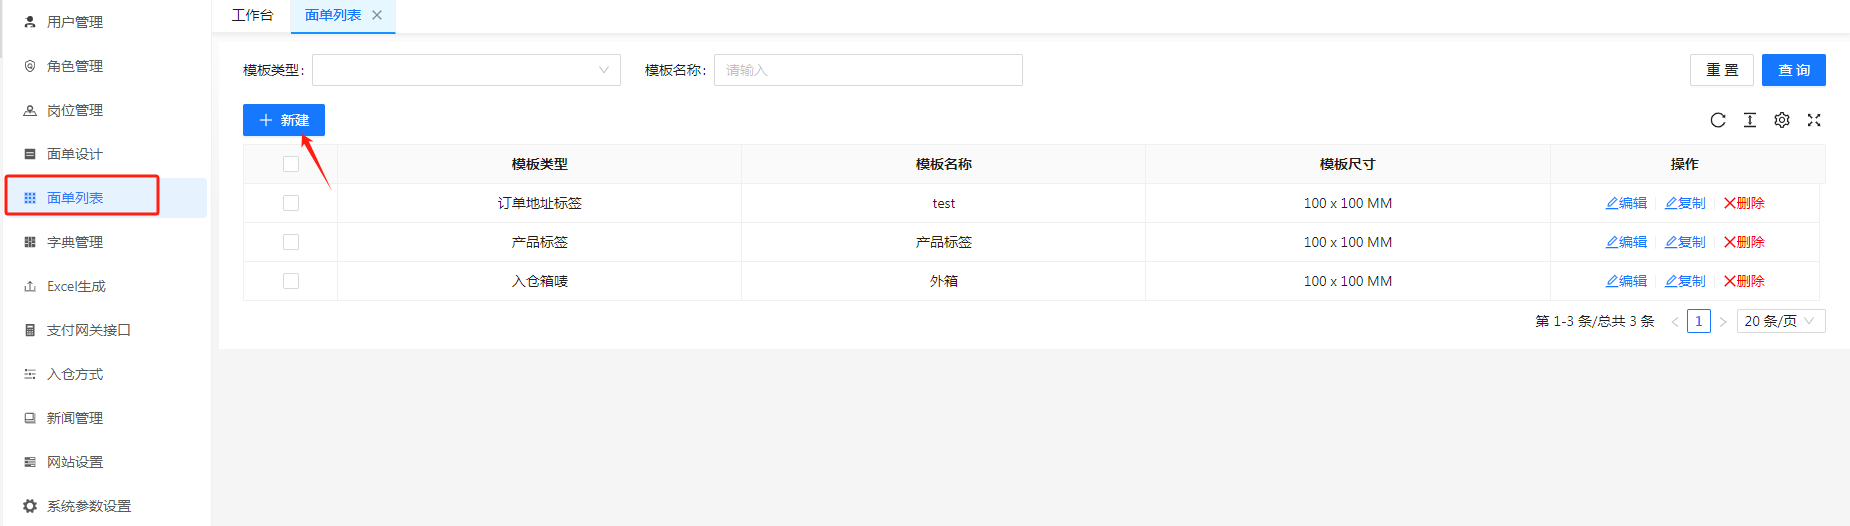 用户管理
角色管理
岗位管理
面单设计
面单列表
字典管理
Excel生成
支付网关接口
入仓方式
新闻管理
网站设置
系统参数设置
工作台 面单列表
模板类型: 模板名称: 请输入 重置 查询
新建
模板类型 模板名称 模板尺寸 操作
订单地址标签 test 100 x 100 MM 编辑 复制 删除
产品标签 产品标签 100 x 100 MM 编辑 复制 删除
入仓箱唛 外箱 100 x 100 MM 编辑 复制 删除
第 1-3 条/总共 3 条 < 1 > 20 条/页